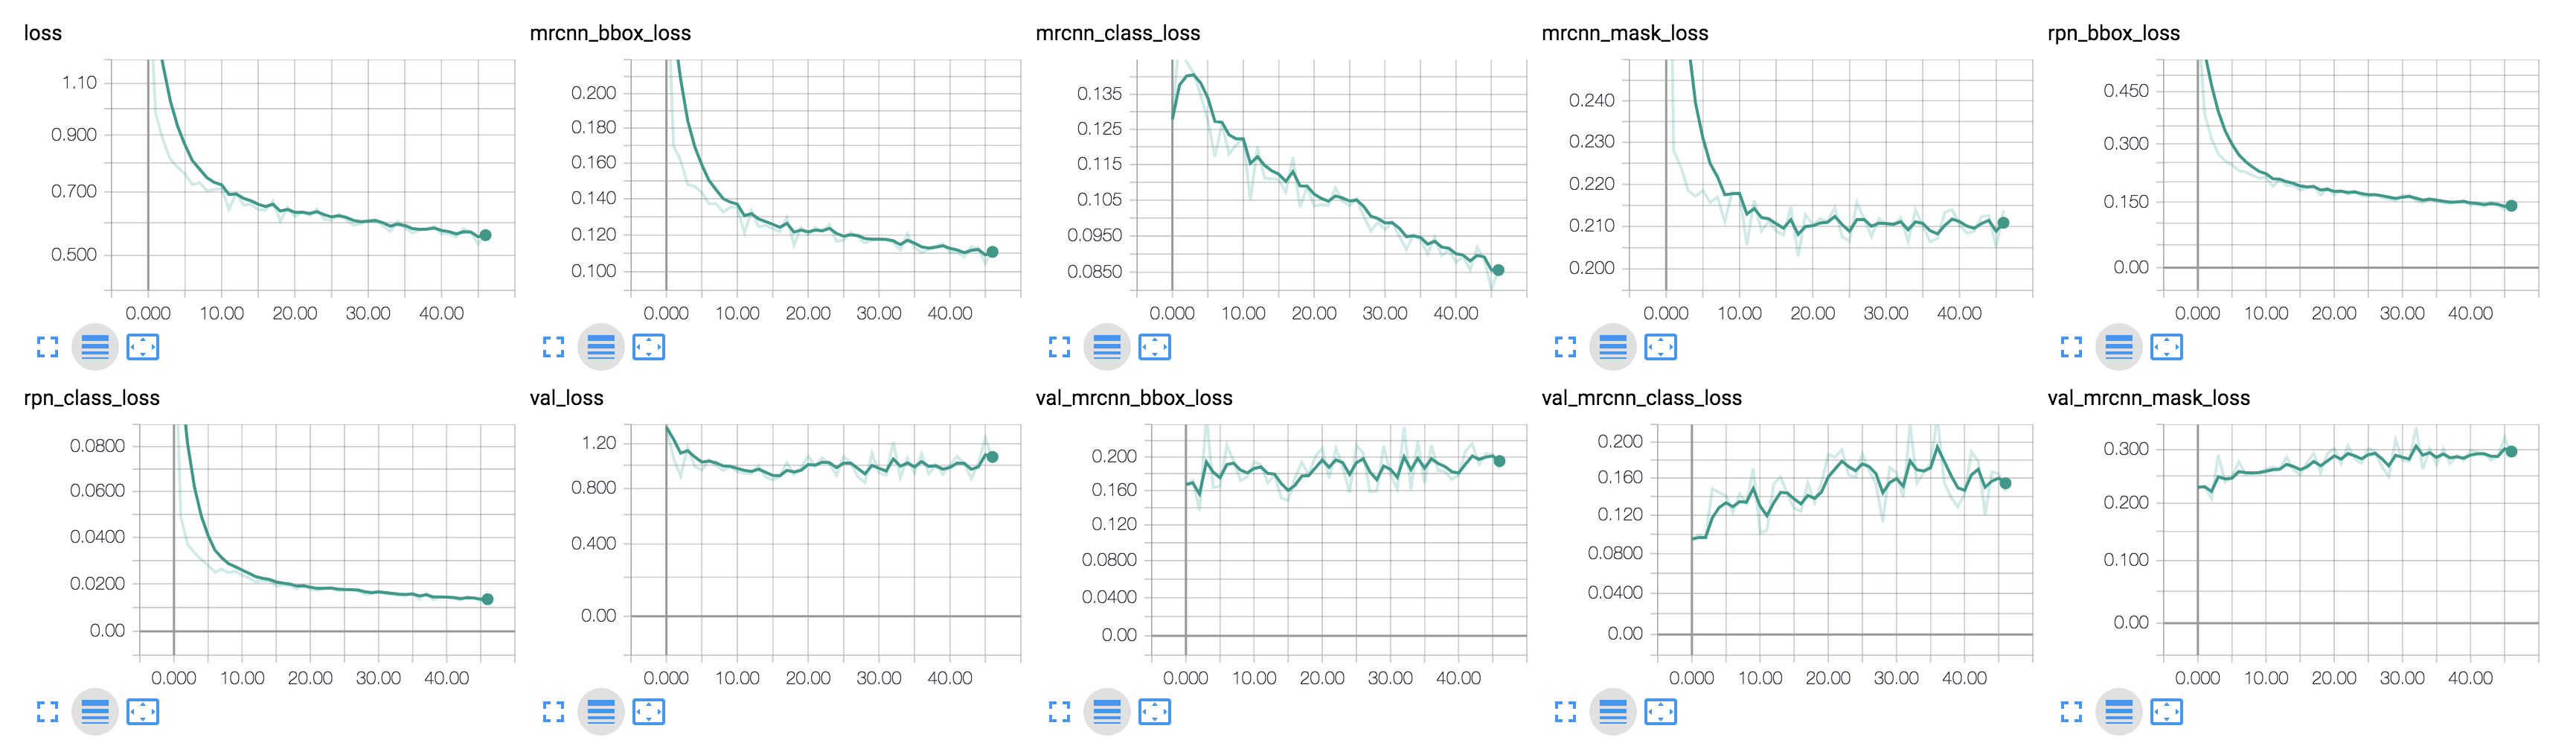 loss
1.10
0.900
0.700
0.500
0.000 10.00 20.00 30.00 40.00
mrcnn_bbox_loss
0.200
0.180
0.160
0.140
0.120
0.100
0.000 10.00 20.00 30.00 40.00
mrcnn_class_loss
0.135
0.125
0.115
0.105
0.0950
0.0850
0.000 10.00 20.00 30.00 40.00
mrcnn_mask_loss
0.240
0.230
0.220
0.210
0.200
0.000 10.00 20.00 30.00 40.00
rpn_bbox_loss
0.450
0.300
0.150
0.00
0.000 10.00 20.00 30.00 40.00
rpn_class_loss
0.0800
0.0600
0.0400
0.0200
0.00
0.000 10.00 20.00 30.00 40.00
val_loss
1.20
0.800
0.400
0.00
0.000 10.00 20.00 30.00 40.00
val_mrcnn_bbox_loss
0.200
0.160
0.120
0.0800
0.0400
0.00
0.000 10.00 20.00 30.00 40.00
val_mrcnn_class_loss
0.200
0.160
0.120
0.0800
0.0400
0.00
0.000 10.00 20.00 30.00 40.00
val_mrcnn_mask_loss
0.300
0.200
0.100
0.00
0.000 10.00 20.00 30.00 40.00